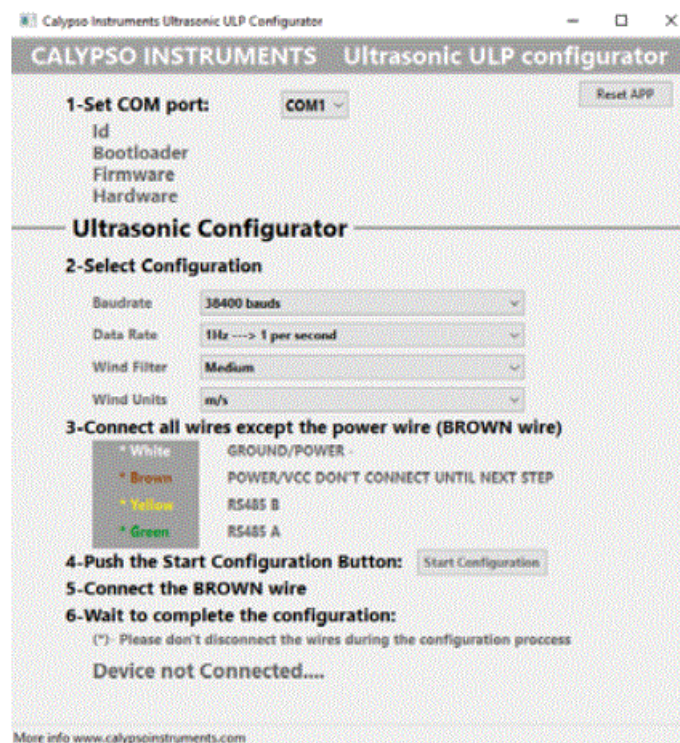 Calypso Instruments Ultrasonic ULP Configurator
CALYPSO INSTRUMENTS Ultrasonic ULP configurator
Reset APP
1-Set COM port: COM1
Id
Bootloader
Firmware
Hardware
Ultrasonic Configurator
2-Select Configuration
Baudrate 38400 bauds
Data Rate 1Hz ---> 1 per second
Wind Filter Medium
Wind Units m/s
3-Connect all wires except the power wire (BROWN wire)
* White GROUND/POWER -
* Brown POWER/VCC DON'T CONNECT UNTIL NEXT STEP
* Yellow RS485 B
* Green RS485 A
4-Push the Start Configuration Button: Start Configuration
5-Connect the BROWN wire
6-Wait to complete the configuration:
(*)- Please don't disconnect the wires during the configuration proccess
Device not Connected....
More info www.calypsoinstruments.com